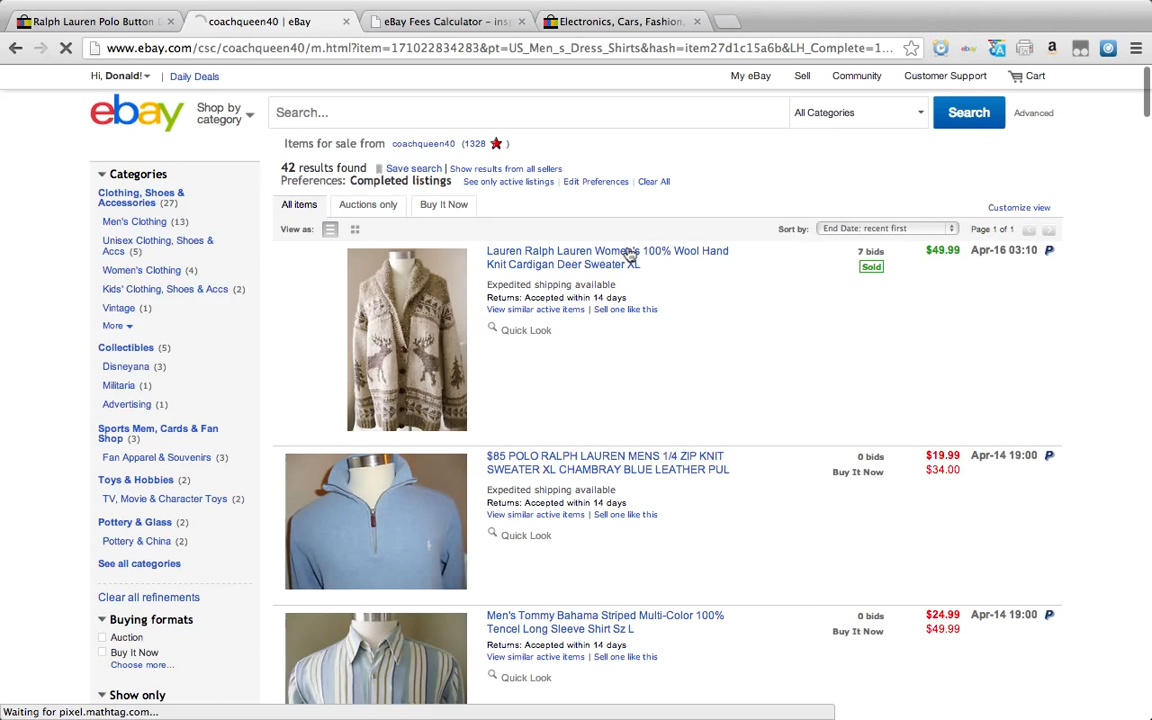 Ralph Lauren Polo Button D
coachqueen40 | eBay
eBay Fees Calculator – insp
Electronics, Cars, Fashion,
www.ebay.com/csc/coachqueen40/m.html?item=171022834283&pt=US_Men_s_Dress_Shirts&hash=item27d1c15a6b&LH_Complete=1...
Hi, Donald! | Daily Deals
My eBay Sell Community Customer Support Cart
ebay
Shop by
category
Search...
All Categories
Search
Advanced
Items for sale from coachqueen40 (1328 )
42 results found Save search | Show results from all sellers
Preferences: Completed listings See only active listings | Edit Preferences | Clear All
All items Auctions only Buy It Now
Customize view
View as:
Sort by: End Date: recent first Page 1 of 1
Categories
Clothing, Shoes &
Accessories (27)
Men's Clothing (13)
Unisex Clothing, Shoes &
Accs (5)
Women's Clothing (4)
Kids' Clothing, Shoes & Accs (2)
Vintage (1)
More
Collectibles (5)
Disneyana (3)
Militaria (1)
Advertising (1)
Sports Mem, Cards & Fan
Shop (3)
Fan Apparel & Souvenirs (3)
Toys & Hobbies (2)
TV, Movie & Character Toys (2)
Pottery & Glass (2)
Pottery & China (2)
See all categories
Clear all refinements
Buying formats
Auction
Buy It Now
Choose more...
Show only
Lauren Ralph Lauren Women's 100% Wool Hand
Knit Cardigan Deer Sweater XL
Expedited shipping available
Returns: Accepted within 14 days
View similar active items | Sell one like this
Quick Look
7 bids $49.99 Apr-16 03:10 P
Sold
$85 POLO RALPH LAUREN MENS 1/4 ZIP KNIT
SWEATER XL CHAMBRAY BLUE LEATHER PUL
Expedited shipping available
Returns: Accepted within 14 days
View similar active items | Sell one like this
Quick Look
0 bids $19.99 Apr-14 19:00 P
Buy It Now $34.00
Men's Tommy Bahama Striped Multi-Color 100%
Tencel Long Sleeve Shirt Sz L
Returns: Accepted within 14 days
View similar active items | Sell one like this
Quick Look
0 bids $24.99 Apr-14 19:00 P
Buy It Now $49.99
Waiting for pixel.mathtag.com...